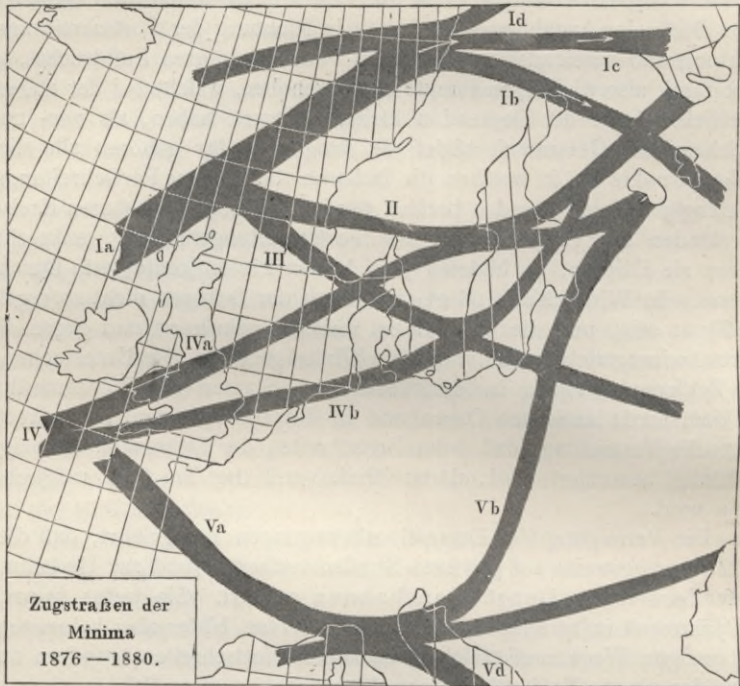 Id
Ic
Ib
II
Ia
III
IVa
IV
IVb
Va
Vb
Zugstraßen der
Minima
1876—1880.
Vd